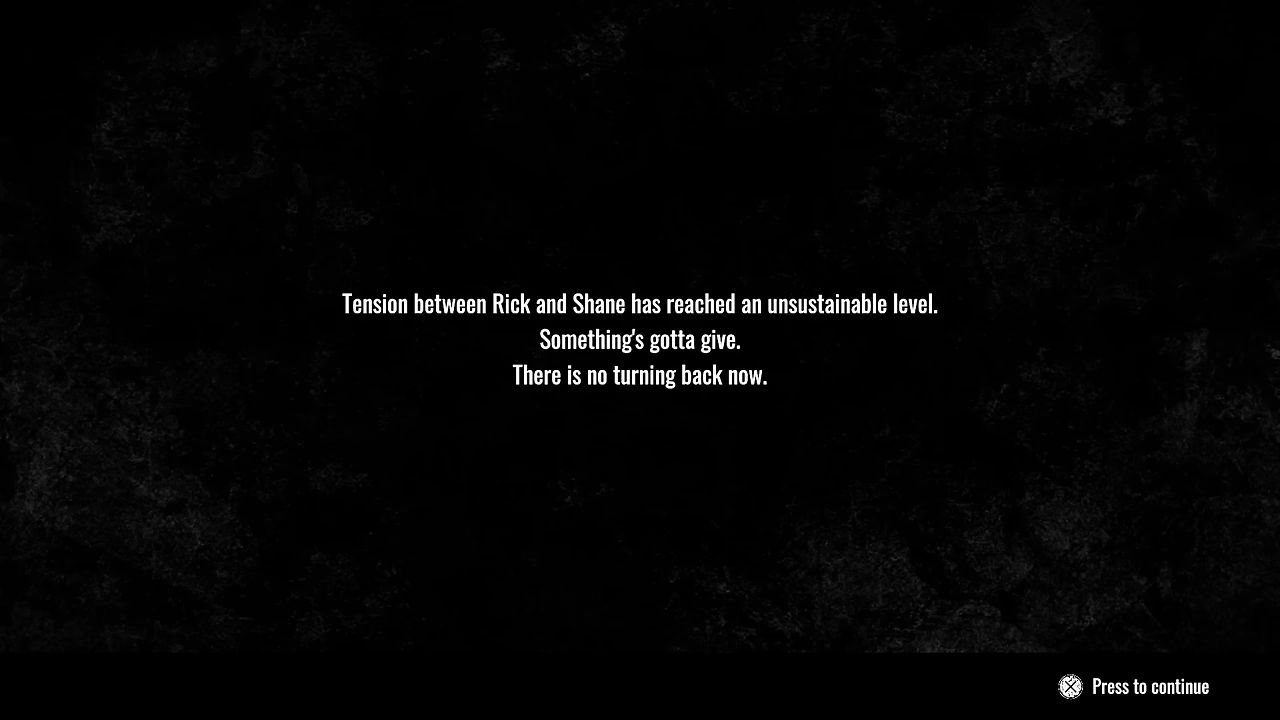 Tension between Rick and Shane has reached an unsustainable level.
Something's gotta give.
There is no turning back now.
Press to continue